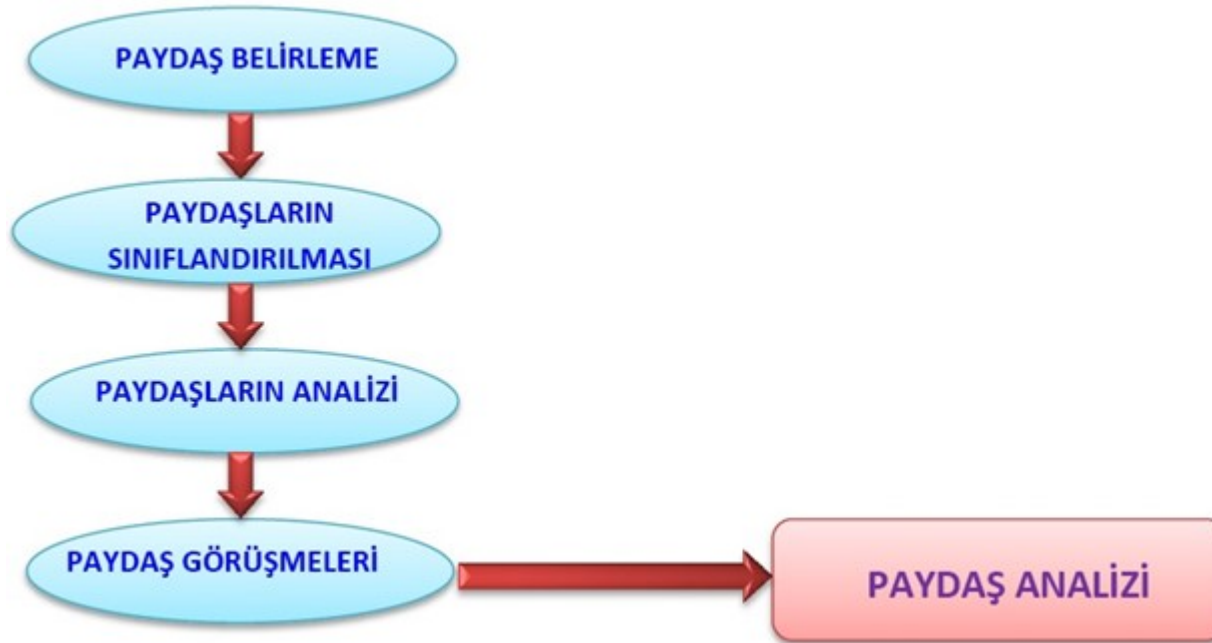 PAYDAŞ BELİRLEME
PAYDAŞLARIN
SINIFLANDIRILMASI
PAYDAŞLARIN ANALİZİ
PAYDAŞ GÖRÜŞMELERİ
PAYDAŞ ANALİZİ